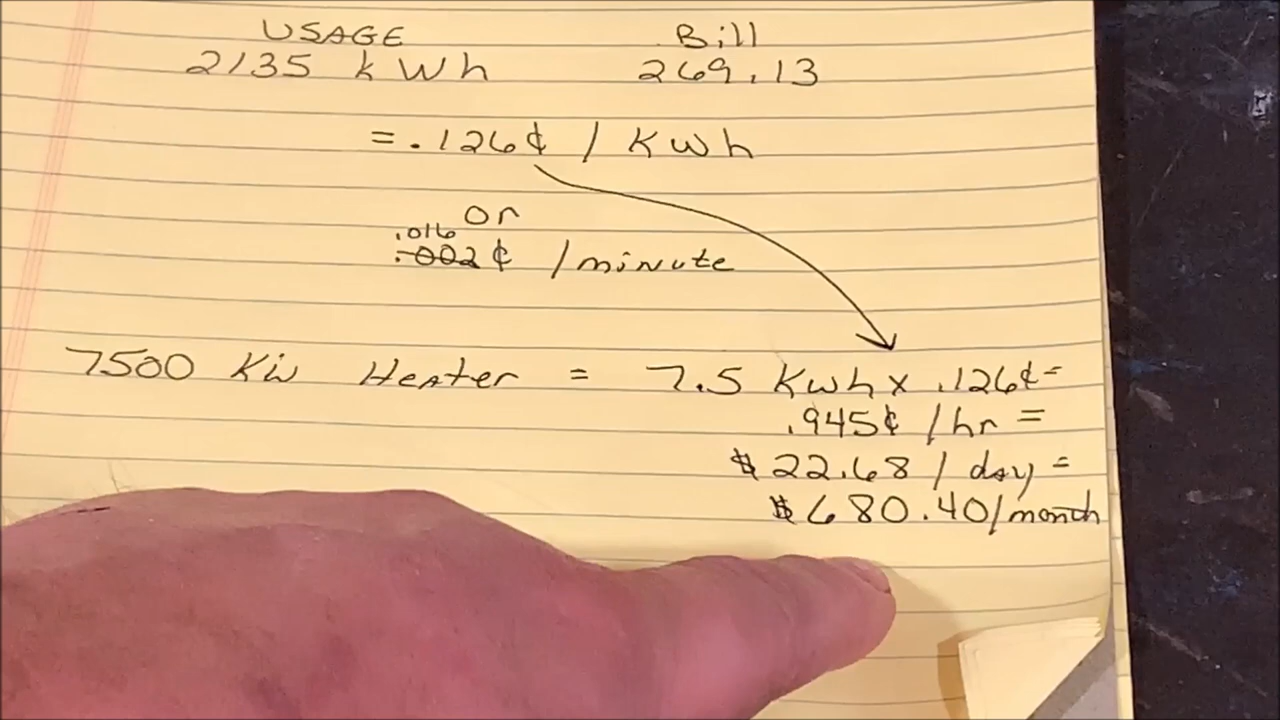 USAGE Bill
2135 kWh 269.13
= .126¢ / KWh
or
.016
.002¢ /minute
7500 KW Heater = 7.5 Kwh x .126¢=
.945¢ /hr =
$22.68 / day =
$680.40/month